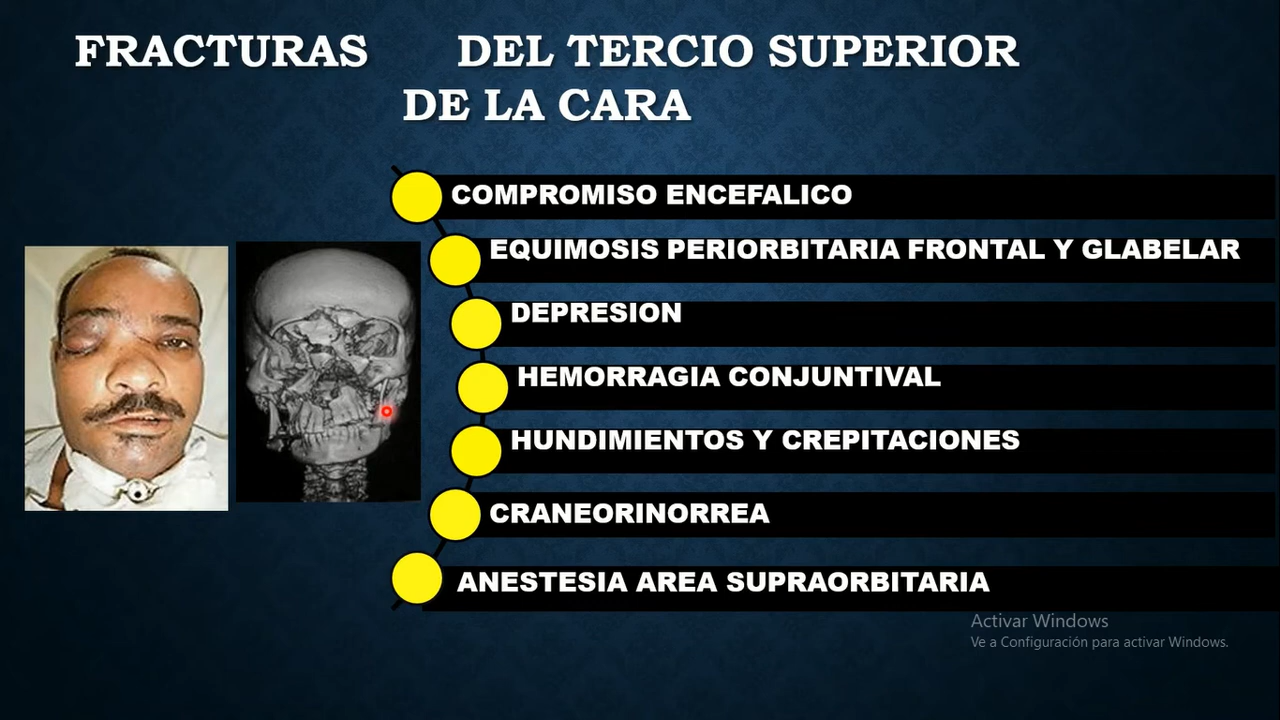 FRACTURAS DEL TERCIO SUPERIOR
DE LA CARA
COMPROMISO ENCEFALICO
EQUIMOSIS PERIORBITARIA FRONTAL Y GLABELAR
DEPRESION
HEMORRAGIA CONJUNTIVAL
HUNDIMIENTOS Y CREPITACIONES
CRANEORINORREA
ANESTESIA AREA SUPRAORBITARIA
Activar Windows
Ve a Configuración para activar Windows.